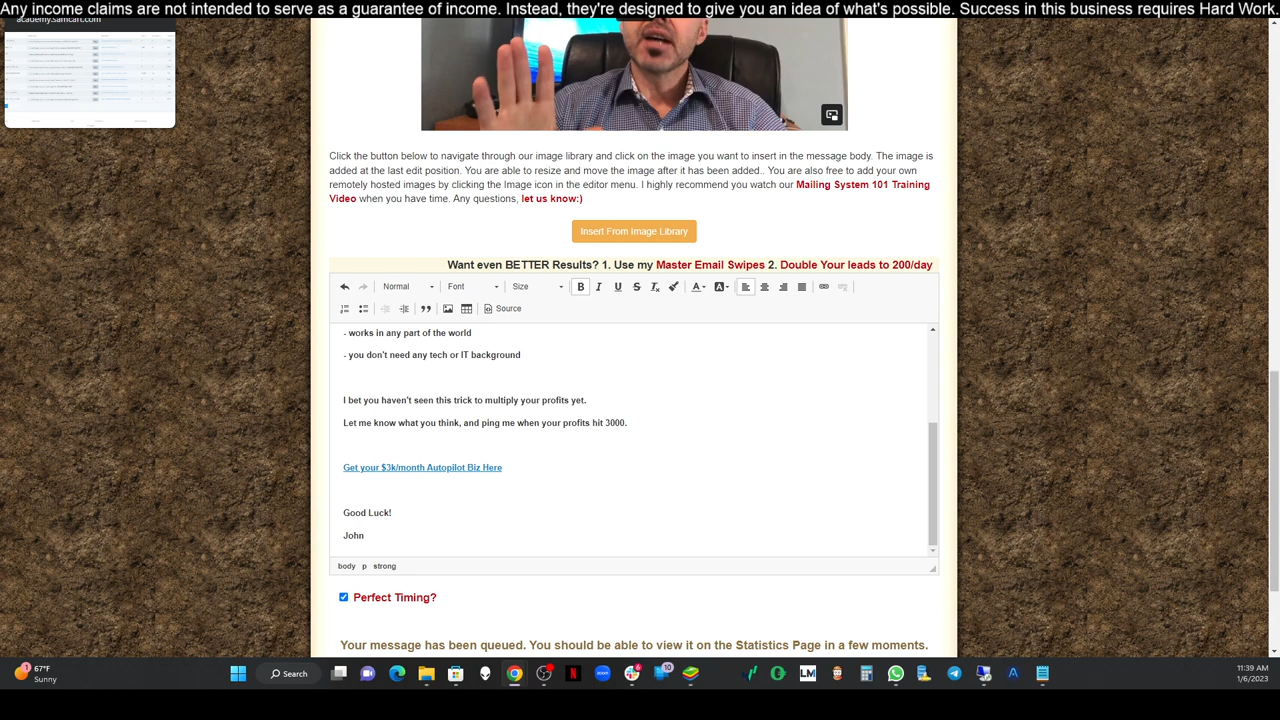 Any income claims are not intended to serve as a guarantee of income. Instead, they're designed to give you an idea of what's possible. Success in this business requires Hard Work.
academy.samcart.com
Click the button below to navigate through our image library and click on the image you want to insert in the message body. The image is
added at the last edit position. You are able to resize and move the image after it has been added.. You are also free to add your own
remotely hosted images by clicking the Image icon in the editor menu. I highly recommend you watch our Mailing System 101 Training
Video when you have time. Any questions, let us know:)
Insert From Image Library
Want even BETTER Results? 1. Use my Master Email Swipes 2. Double Your leads to 200/day
Normal Font Size B I U S Tx A A
Source
- works in any part of the world
- you don't need any tech or IT background
I bet you haven't seen this trick to multiply your profits yet.
Let me know what you think, and ping me when your profits hit 3000.
Get your $3k/month Autopilot Biz Here
Good Luck!
John
body p strong
Perfect Timing?
Your message has been queued. You should be able to view it on the Statistics Page in a few moments.
67°F
Sunny
Search
LM
10
11:39 AM
1/6/2023